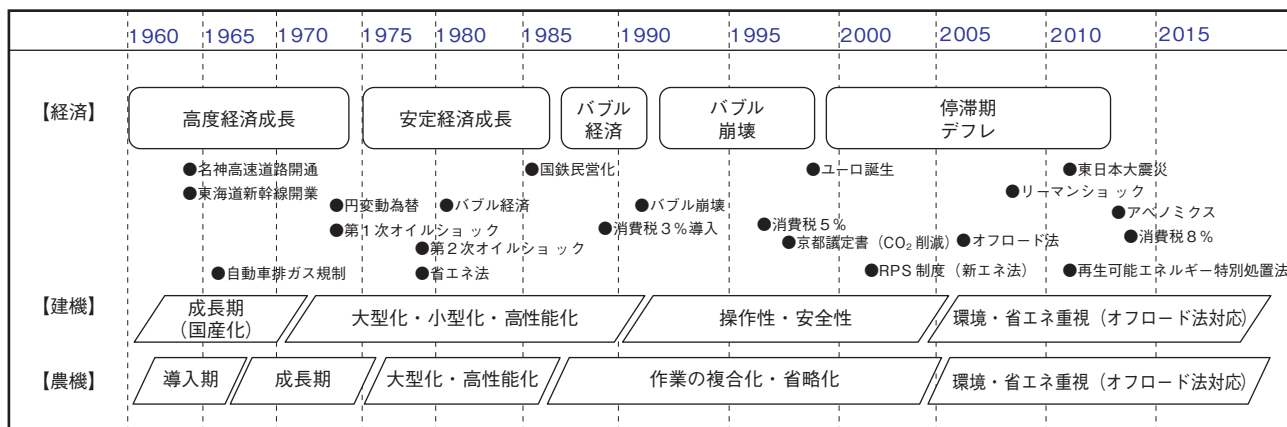 1960 1965 1970 1975 1980 1985 1990 1995 2000 2005 2010 2015
【経済】
高度経済成長
安定経済成長
バブル
経済
バブル
崩壊
停滞期
デフレ
●名神高速道路開通 ●国鉄民営化 ●ユーロ誕生 ●東日本大震災
●東海道新幹線開業 ●リーマンショック
●円変動為替 ●バブル経済 ●バブル崩壊 ●アベノミクス
●第1次オイルショック ●消費税3%導入 ●消費税5% ●消費税8%
●第2次オイルショック ●京都議定書(CO₂削減) ●オフロード法
●自動車排ガス規制 ●省エネ法 ●RPS制度(新エネ法) ●再生可能エネルギー特別処置法
【建機】
成長期
(国産化)
大型化・小型化・高性能化
操作性・安全性
環境・省エネ重視(オフロード法対応)
【農機】
導入期
成長期
大型化・高性能化
作業の複合化・省略化
環境・省エネ重視(オフロード法対応)